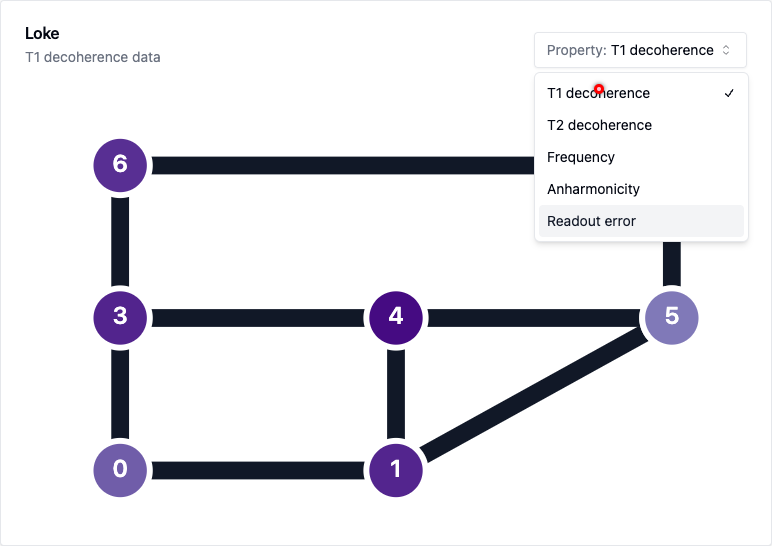 Loke
T1 decoherence data
Property: T1 decoherence
T1 decoherence
T2 decoherence
Frequency
Anharmonicity
Readout error
6
3
4
5
0
1